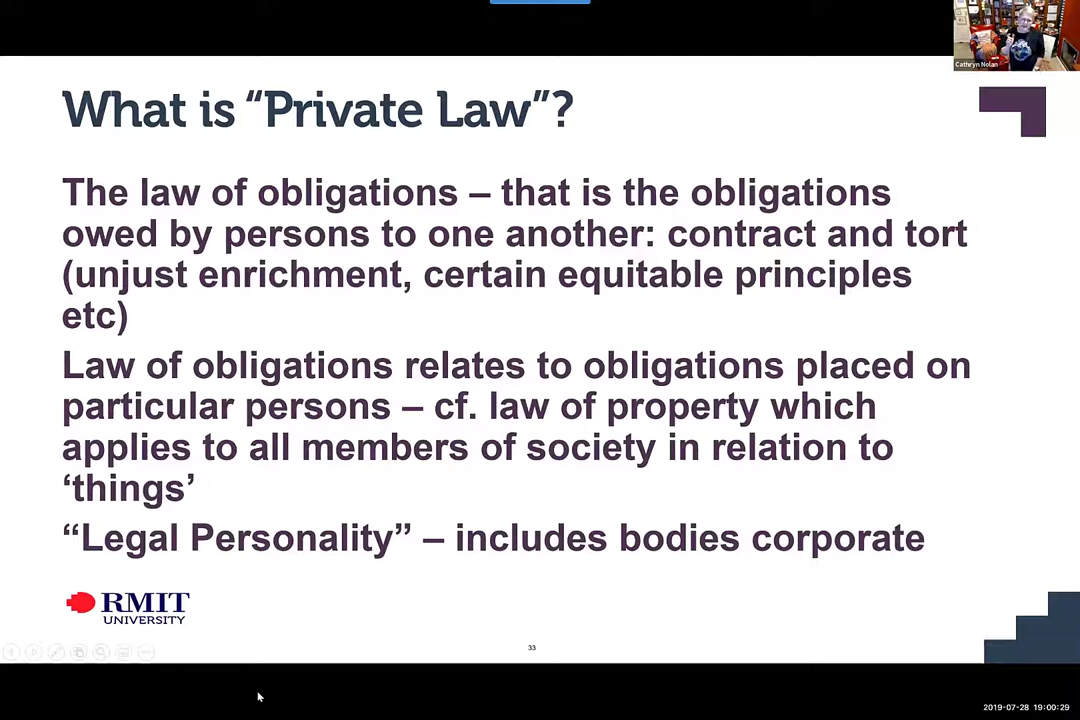 Cathryn Nolan
What is “Private Law”?
The law of obligations – that is the obligations
owed by persons to one another: contract and tort
(unjust enrichment, certain equitable principles
etc)
Law of obligations relates to obligations placed on
particular persons – cf. law of property which
applies to all members of society in relation to
‘things’
“Legal Personality” – includes bodies corporate
RMIT
UNIVERSITY
33
2019-07-28 19:00:29